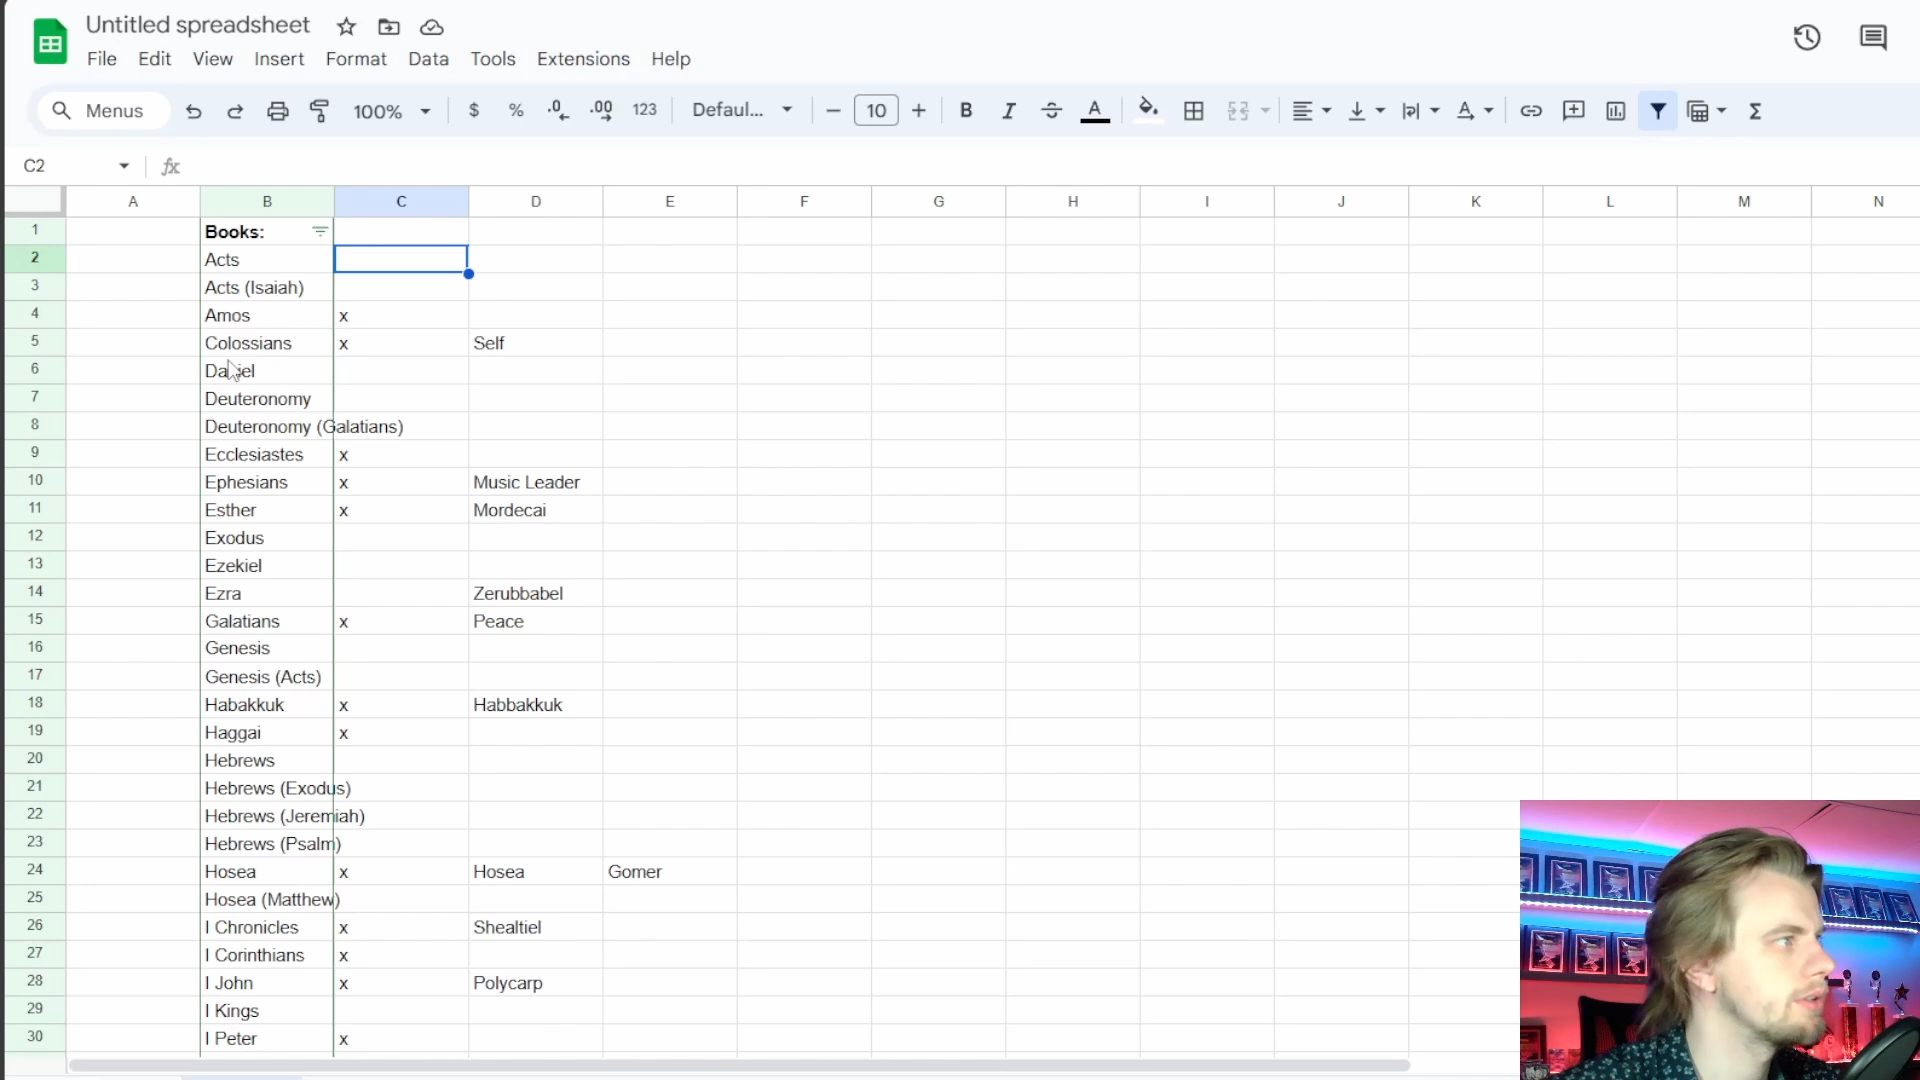 Untitled spreadsheet
File Edit View Insert Format Data Tools Extensions Help
Menus 100% $ % .0 .00 123 Defaul... − 10 + B I A
C2 fx
A B C D E F G H I J K L M N
1 Books:
2 Acts
3 Acts (Isaiah)
4 Amos x
5 Colossians x Self
6 Daniel
7 Deuteronomy
8 Deuteronomy (Galatians)
9 Ecclesiastes x
10 Ephesians x Music Leader
11 Esther x Mordecai
12 Exodus
13 Ezekiel
14 Ezra Zerubbabel
15 Galatians x Peace
16 Genesis
17 Genesis (Acts)
18 Habakkuk x Habbakkuk
19 Haggai x
20 Hebrews
21 Hebrews (Exodus)
22 Hebrews (Jeremiah)
23 Hebrews (Psalm)
24 Hosea x Hosea Gomer
25 Hosea (Matthew)
26 I Chronicles x Shealtiel
27 I Corinthians x
28 I John x Polycarp
29 I Kings
30 I Peter x